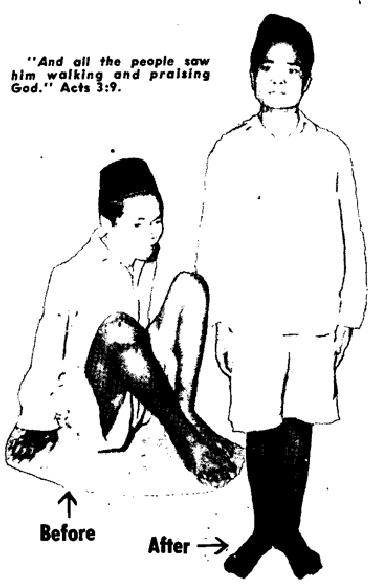 "And all the people saw
him walking and praising
God." Acts 3:9.
Before
After